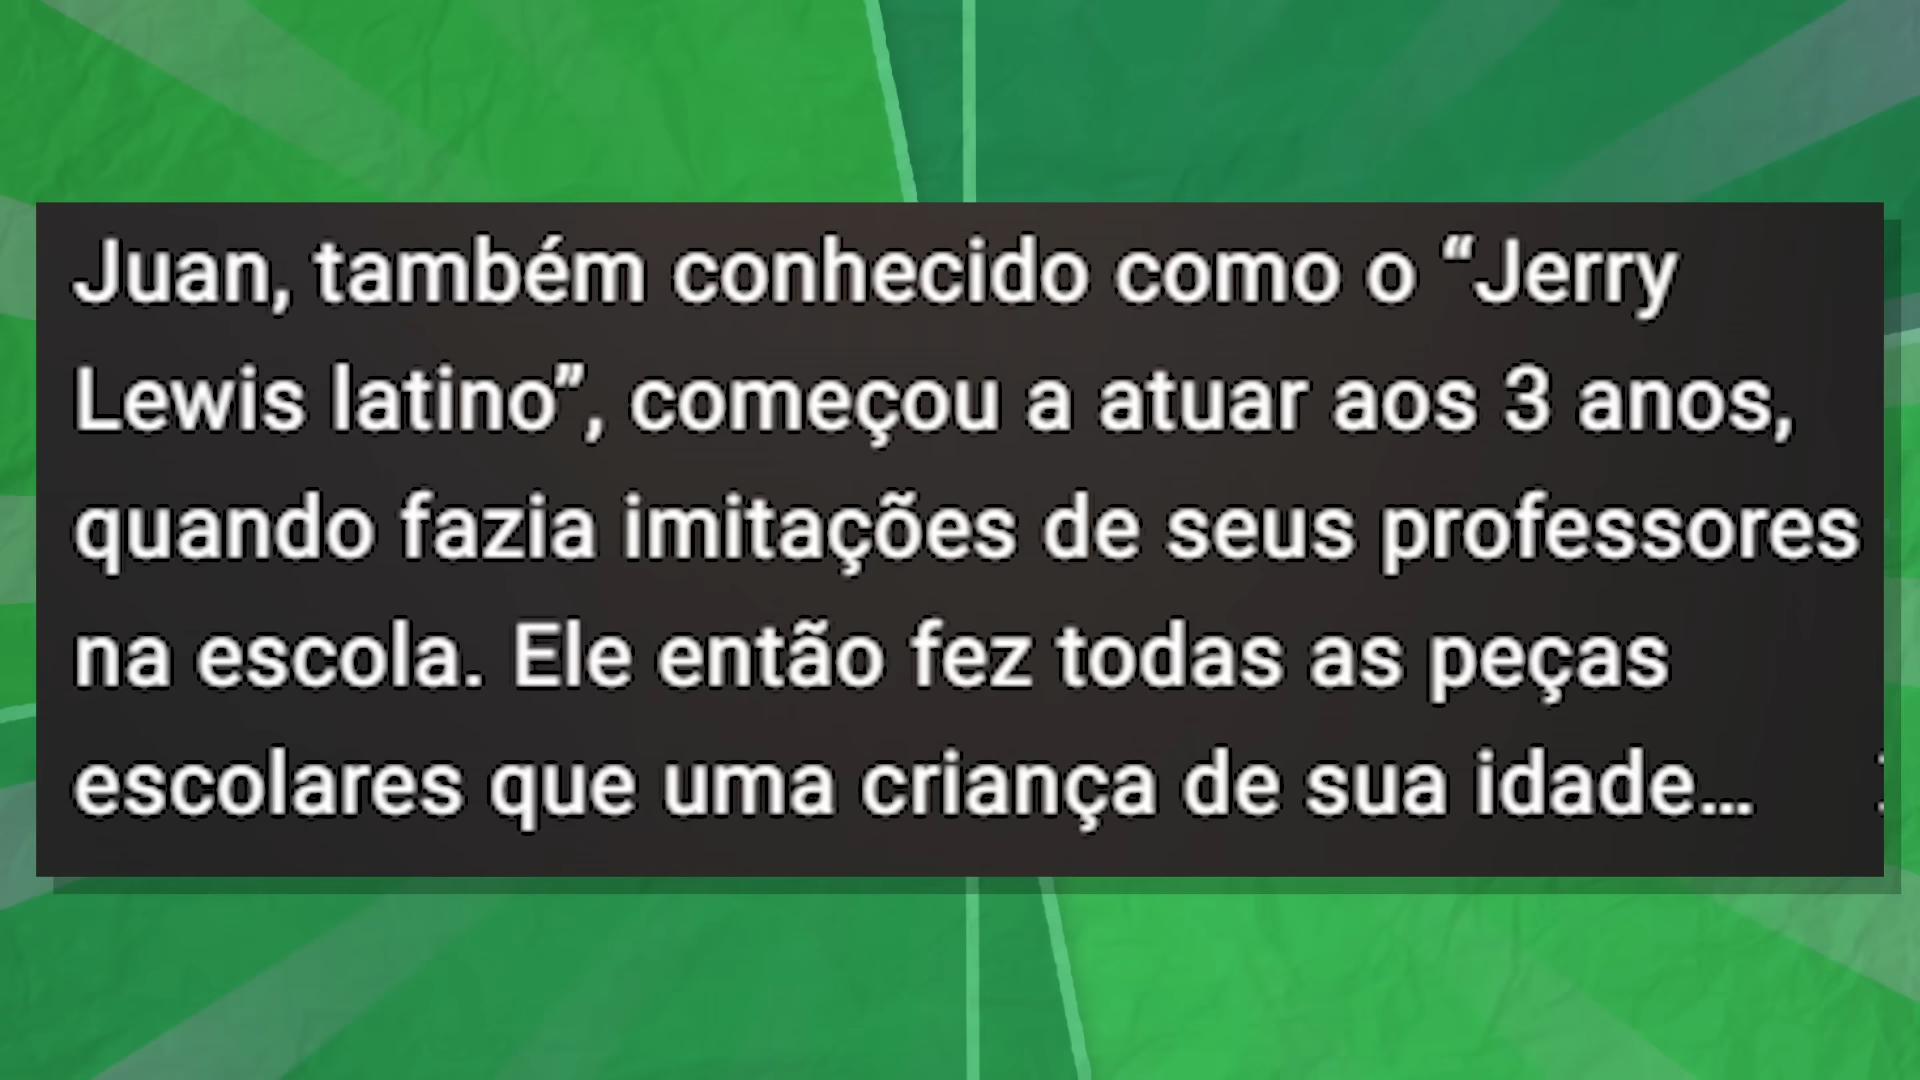 Juan, também conhecido como o “Jerry
Lewis latino”, começou a atuar aos 3 anos,
quando fazia imitações de seus professores
na escola. Ele então fez todas as peças
escolares que uma criança de sua idade…